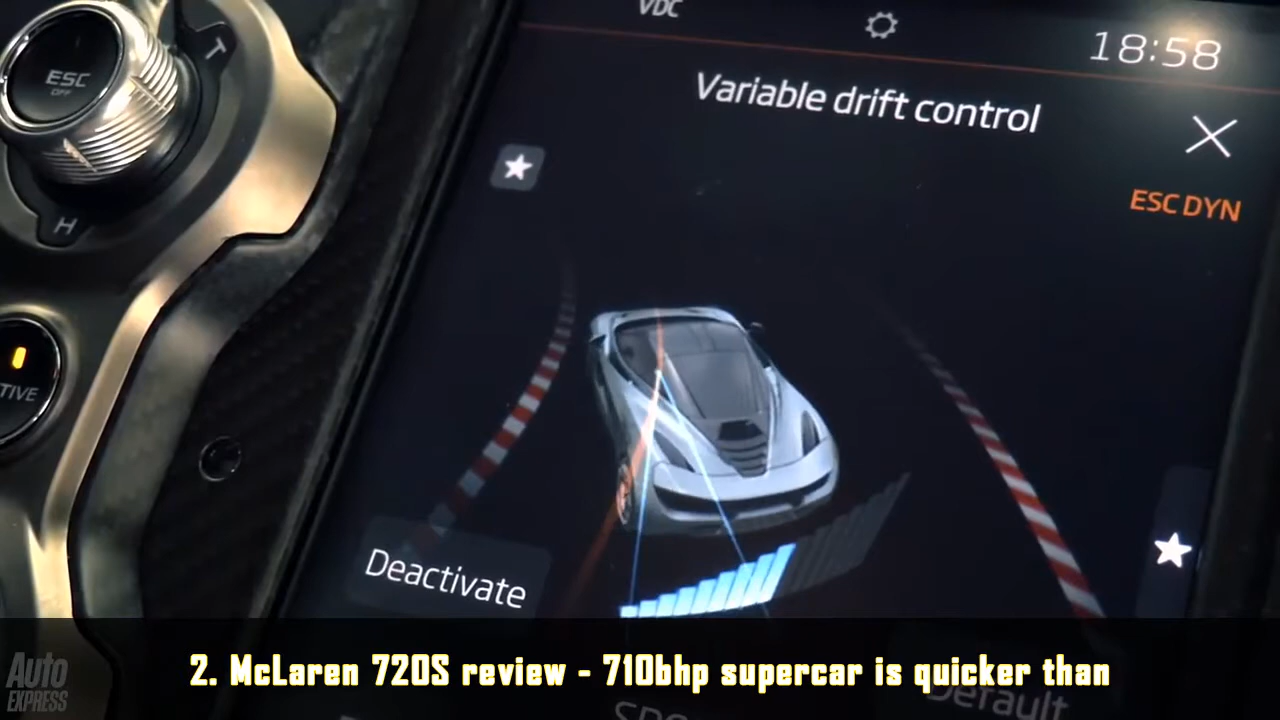 VDC
18:58
Variable drift control
ESC DYN
ESC
OFF
T
H
TIVE
Deactivate
Default
2. McLaren 720S review - 710bhp supercar is quicker than
Auto
EXPRESS